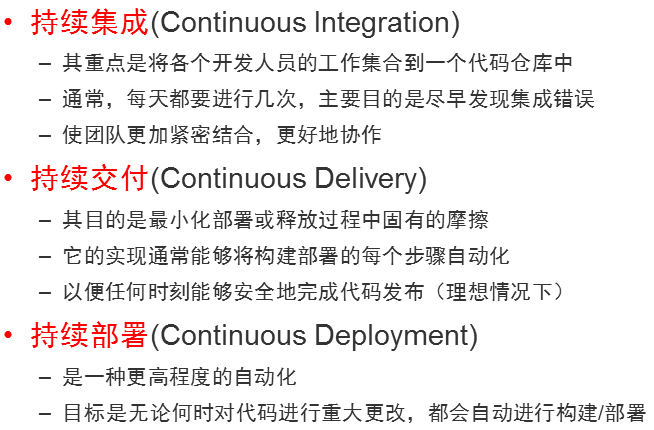 • 持续集成(Continuous Integration)
– 其重点是将各个开发人员的工作集合到一个代码仓库中
– 通常，每天都要进行几次，主要目的是尽早发现集成错误
– 使团队更加紧密结合，更好地协作
• 持续交付(Continuous Delivery)
– 其目的是最小化部署或释放过程中固有的摩擦
– 它的实现通常能够将构建部署的每个步骤自动化
– 以便任何时刻能够安全地完成代码发布（理想情况下）
• 持续部署(Continuous Deployment)
– 是一种更高程度的自动化
– 目标是无论何时对代码进行重大更改，都会自动进行构建/部署